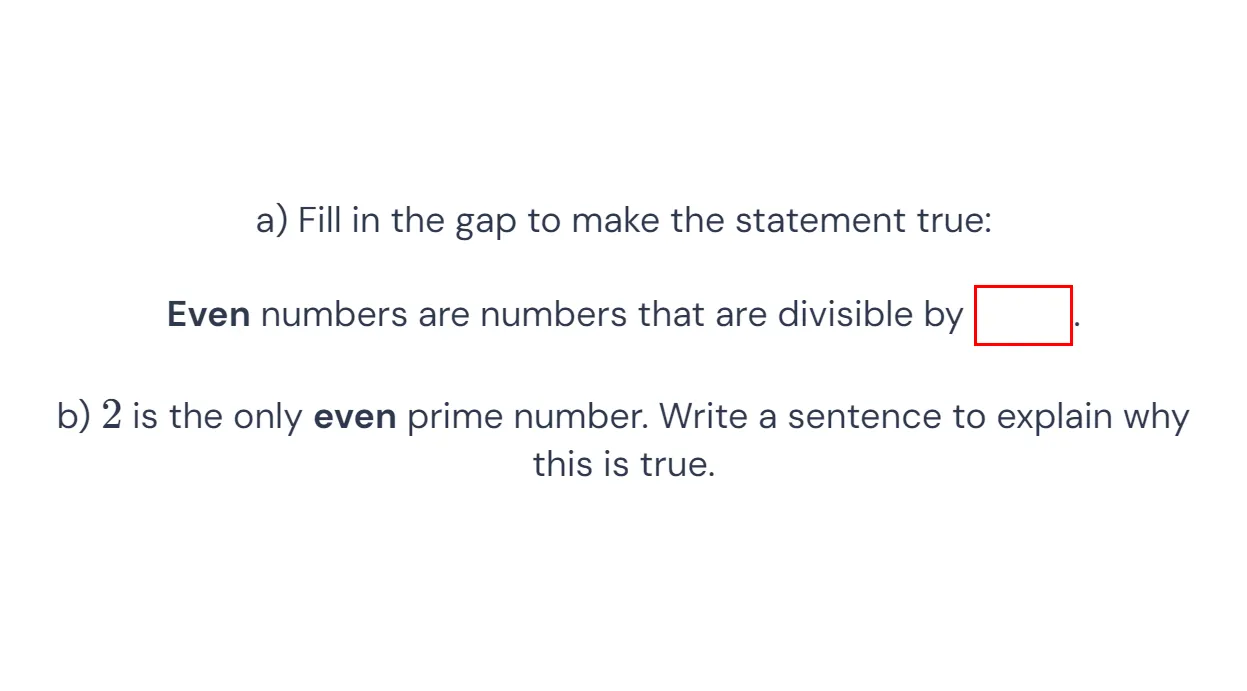 a) Fill in the gap to make the statement true:
Even numbers are numbers that are divisible by .
b) 2 is the only even prime number. Write a sentence to explain why
this is true.